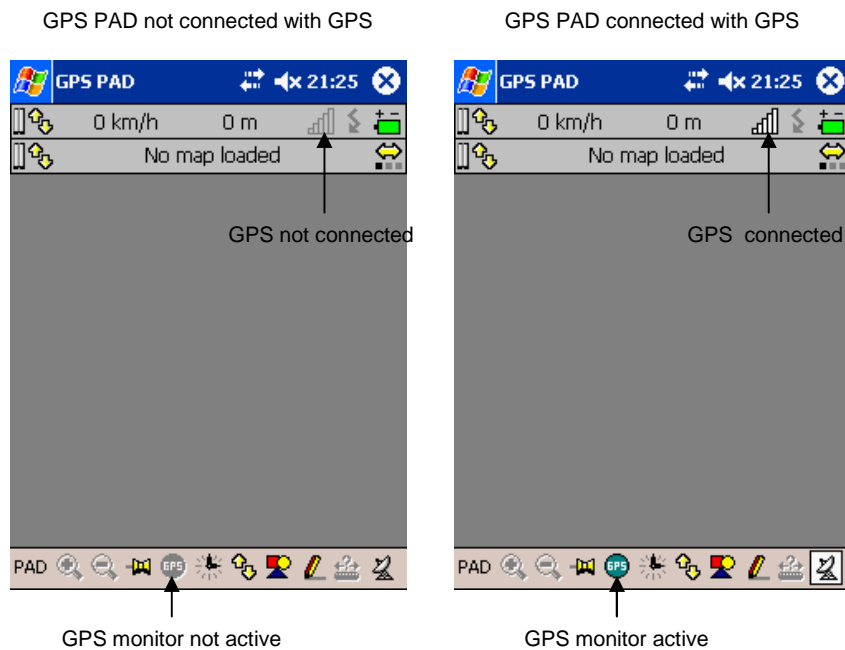 GPS PAD not connected with GPS
GPS PAD connected with GPS
GPS PAD 21:25
0 km/h 0 m
No map loaded
GPS not connected
PAD GPS
GPS monitor not active
GPS PAD 21:25
0 km/h 0 m
No map loaded
GPS connected
PAD GPS
GPS monitor active